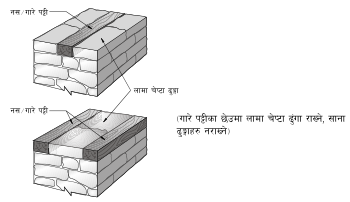 नस/गारे पट्टी
लामा चेप्टा ढुङ्गा
नस/गारे पट्टी
(गारे पट्टीका छेउमा लामा चेप्टा ढुंगा राख्ने, साना
ढुङ्गाहरु नराख्ने)